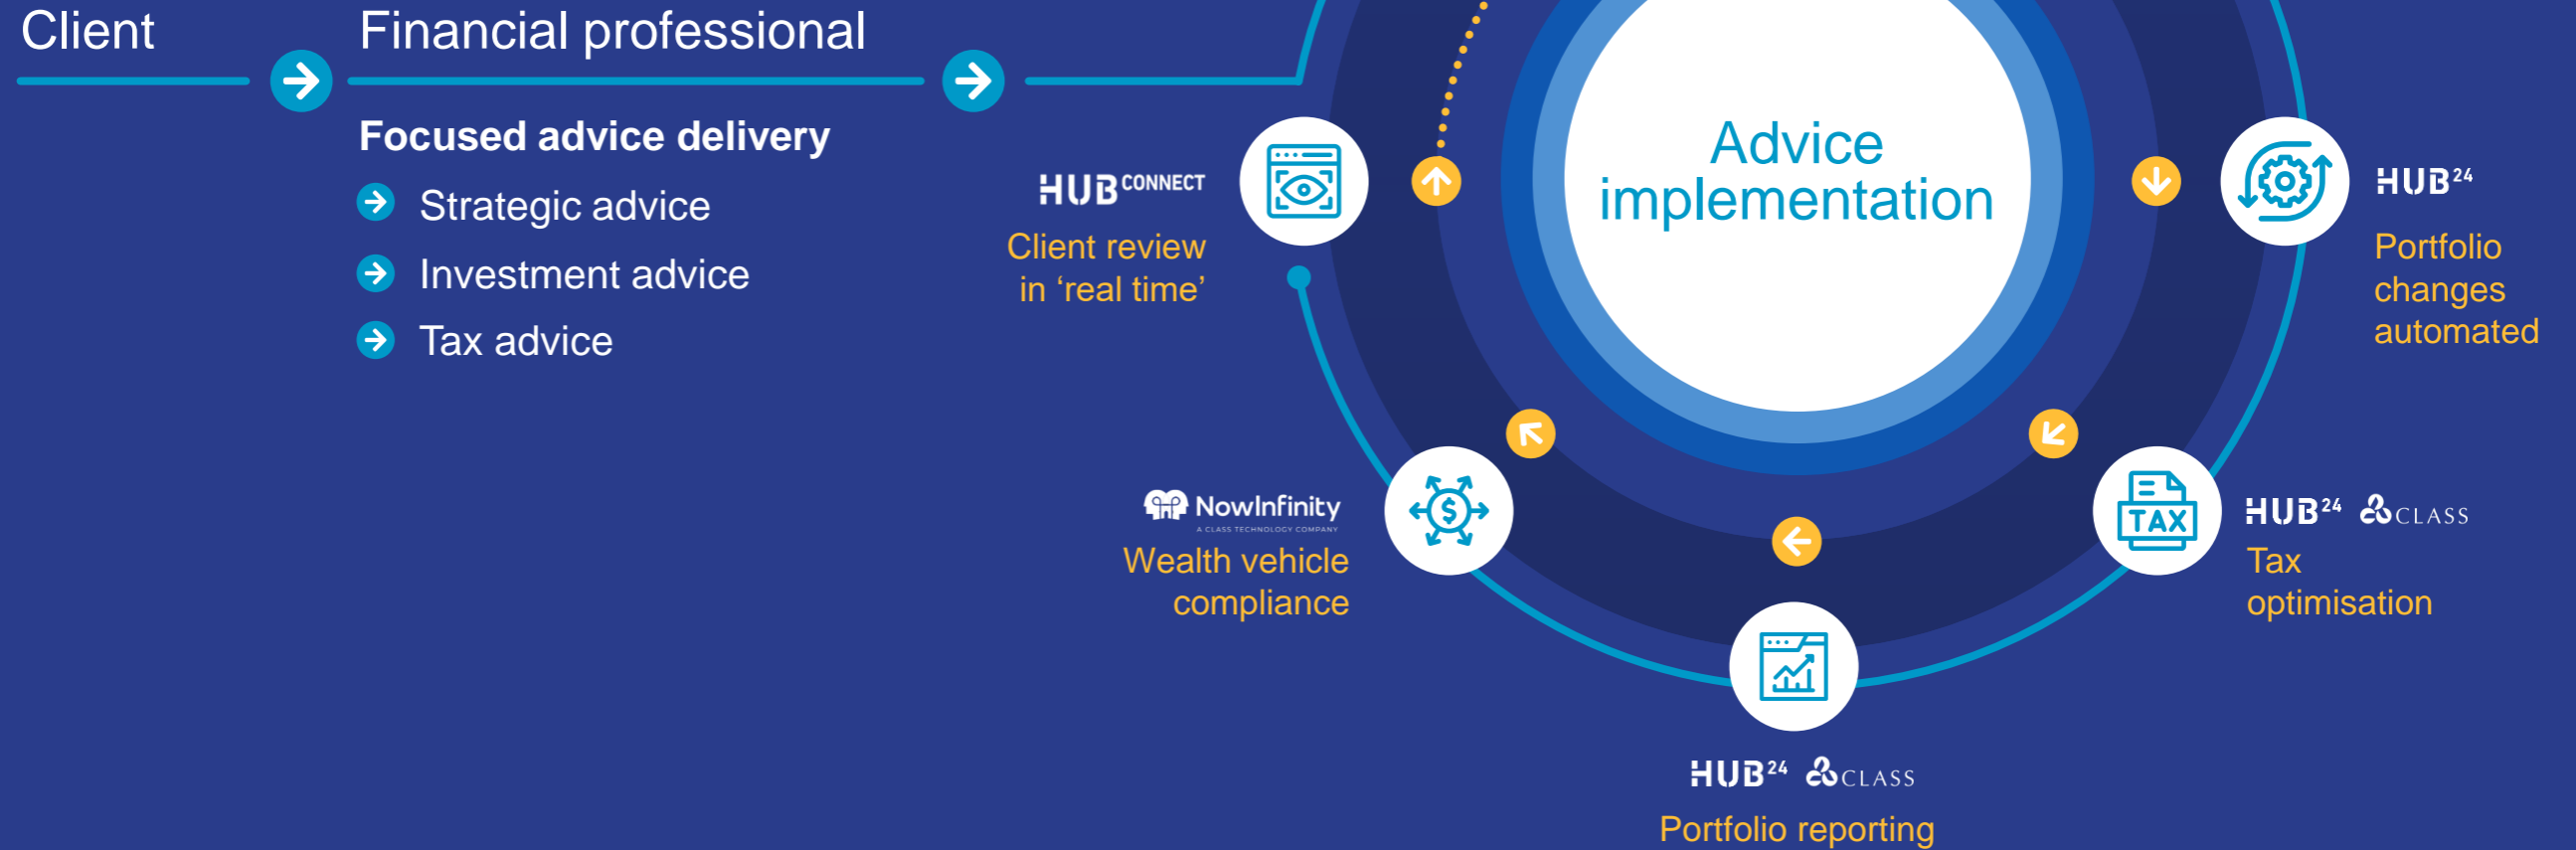 Client
Financial professional
Focused advice delivery
Strategic advice
Investment advice
Tax advice
Advice
implementation
HUB CONNECT
Client review
in ‘real time’
HUB24
Portfolio
changes
automated
NowInfinity
A CLASS TECHNOLOGY COMPANY
Wealth vehicle
compliance
TAX
HUB24 CLASS
Tax
optimisation
HUB24 CLASS
Portfolio reporting
$